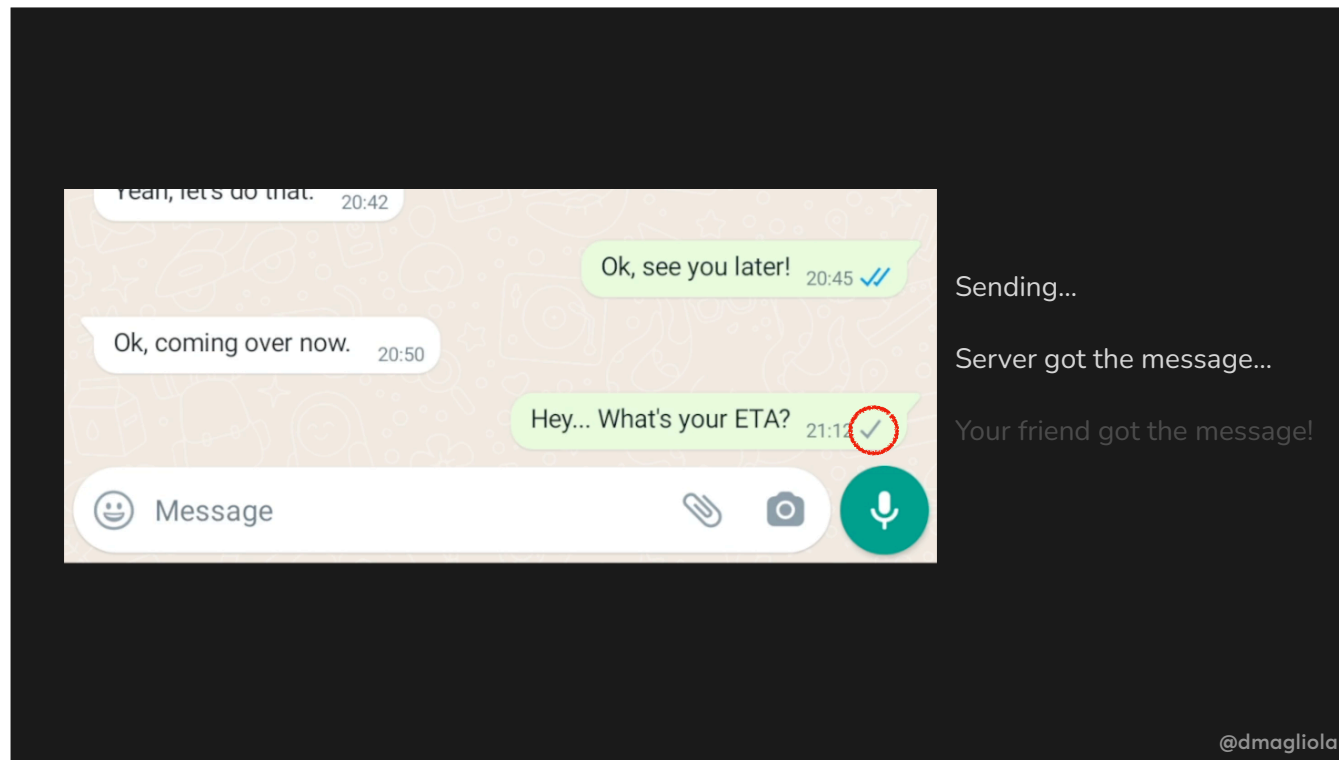 Yeah, let's do that. 20:42
Ok, see you later! 20:45
Sending...
Ok, coming over now. 20:50
Server got the message...
Hey... What's your ETA? 21:12
Your friend got the message!
Message
@dmagliola